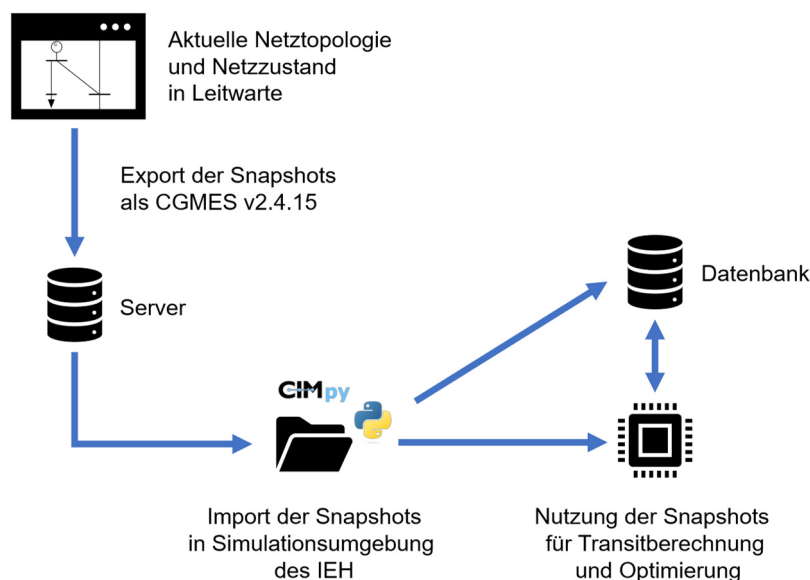 Aktuelle Netztopologie
und Netzzustand
in Leitwarte
Export der Snapshots
als CGMES v2.4.15
Server
Datenbank
CIMpy
Import der Snapshots
in Simulationsumgebung
des IEH
Nutzung der Snapshots
für Transitberechnung
und Optimierung